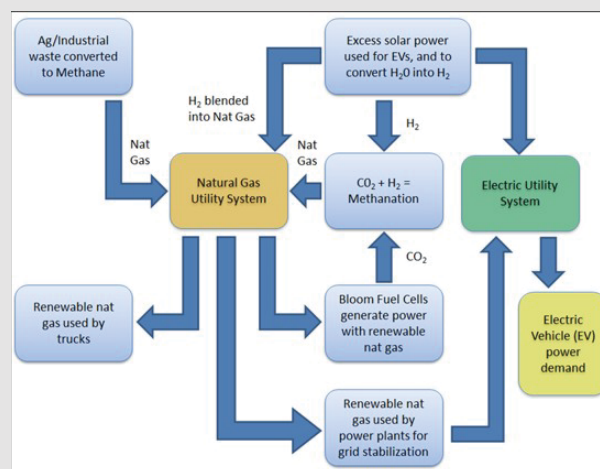 Ag/Industrial
waste converted
to Methane
Excess solar power
used for EVs, and to
convert H20 into H2
H2 blended
into Nat Gas
H2
Nat
Gas
Nat
Gas
Natural Gas
Utility System
CO2 + H2 =
Methanation
Electric Utility
System
CO2
Renewable nat
gas used by
trucks
Bloom Fuel Cells
generate power
with renewable
nat gas
Electric
Vehicle (EV)
power
demand
Renewable nat
gas used by
power plants for
grid stabilization